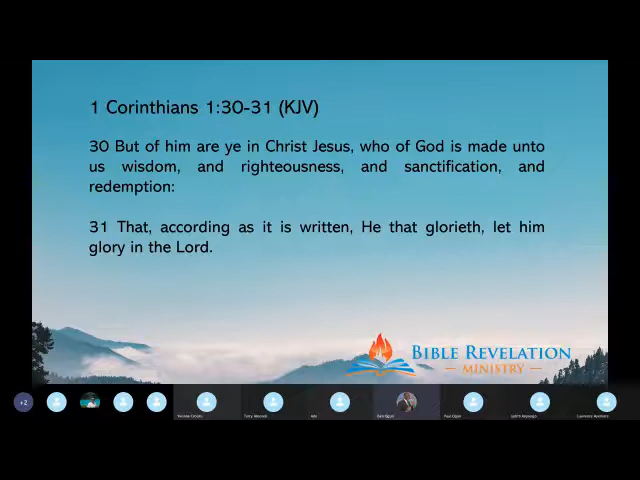 1 Corinthians 1:30-31 (KJV)
30 But of him are ye in Christ Jesus, who of God is made unto
us wisdom, and righteousness, and sanctification, and
redemption:
31 That, according as it is written, He that glorieth, let him
glory in the Lord.
BIBLE REVELATION
MINISTRY
+2